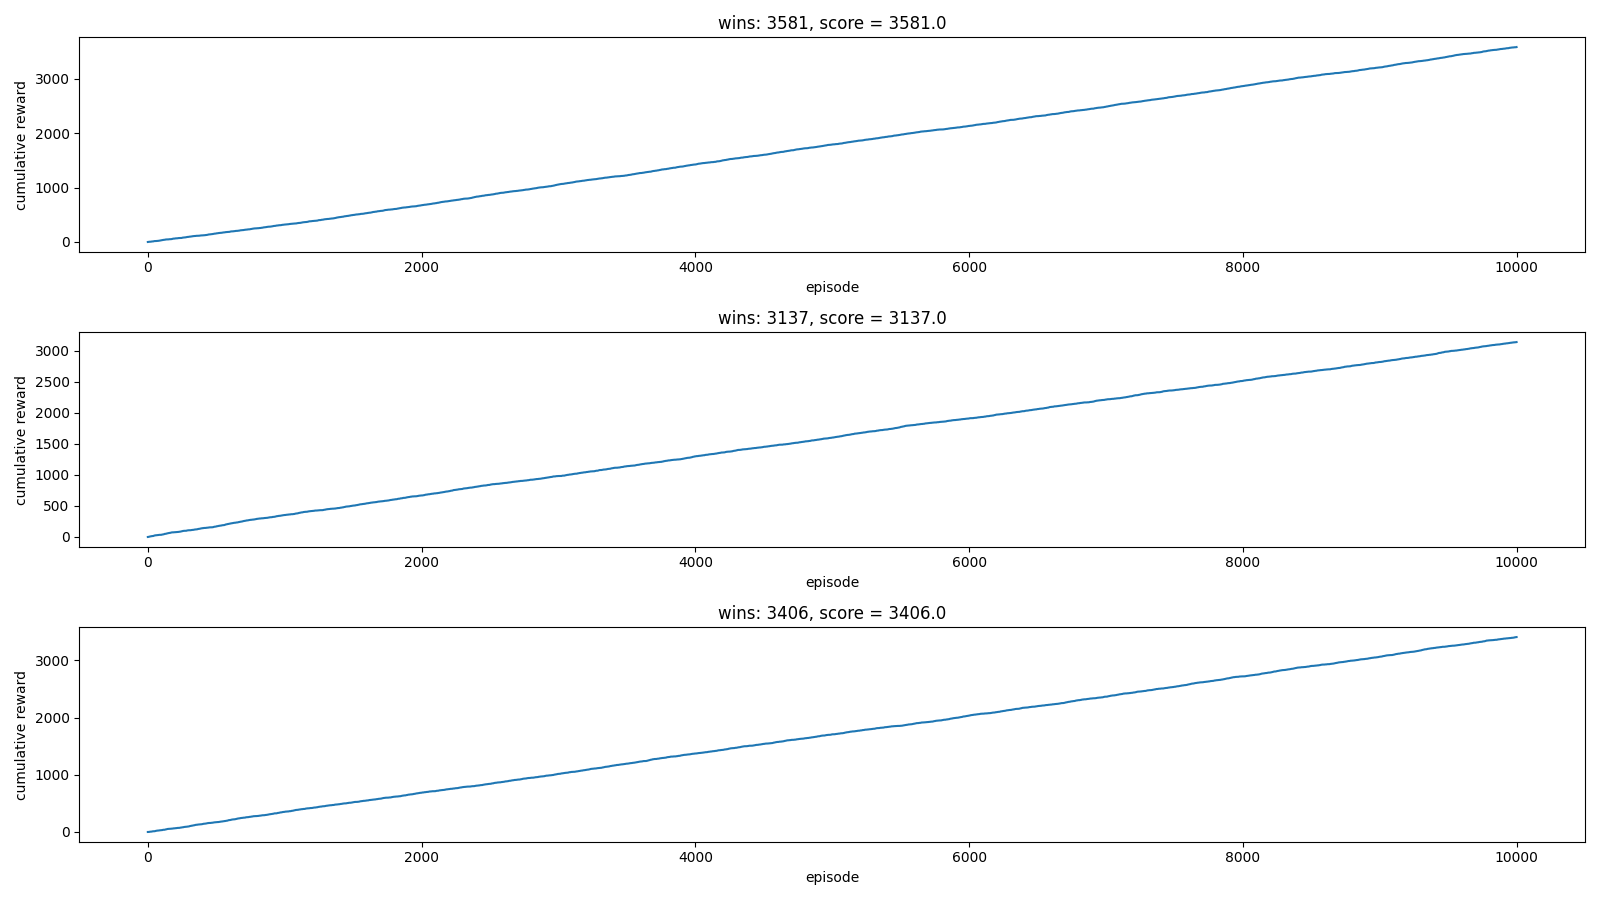 wins: 3581, score = 3581.0
cumulative reward
3000
2000
1000
0
0 2000 4000 6000 8000 10000
episode
wins: 3137, score = 3137.0
cumulative reward
3000
2500
2000
1500
1000
500
0
0 2000 4000 6000 8000 10000
episode
wins: 3406, score = 3406.0
cumulative reward
3000
2000
1000
0
0 2000 4000 6000 8000 10000
episode